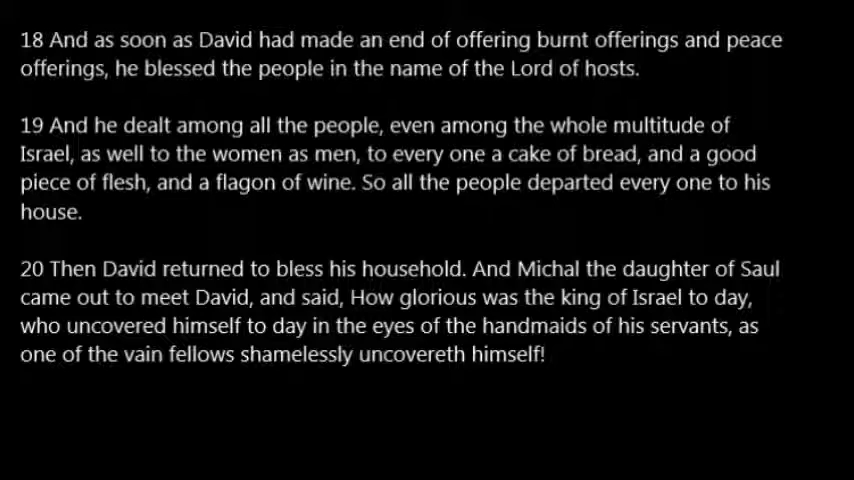 18 And as soon as David had made an end of offering burnt offerings and peace
offerings, he blessed the people in the name of the Lord of hosts.
19 And he dealt among all the people, even among the whole multitude of
Israel, as well to the women as men, to every one a cake of bread, and a good
piece of flesh, and a flagon of wine. So all the people departed every one to his
house.
20 Then David returned to bless his household. And Michal the daughter of Saul
came out to meet David, and said, How glorious was the king of Israel to day,
who uncovered himself to day in the eyes of the handmaids of his servants, as
one of the vain fellows shamelessly uncovereth himself!